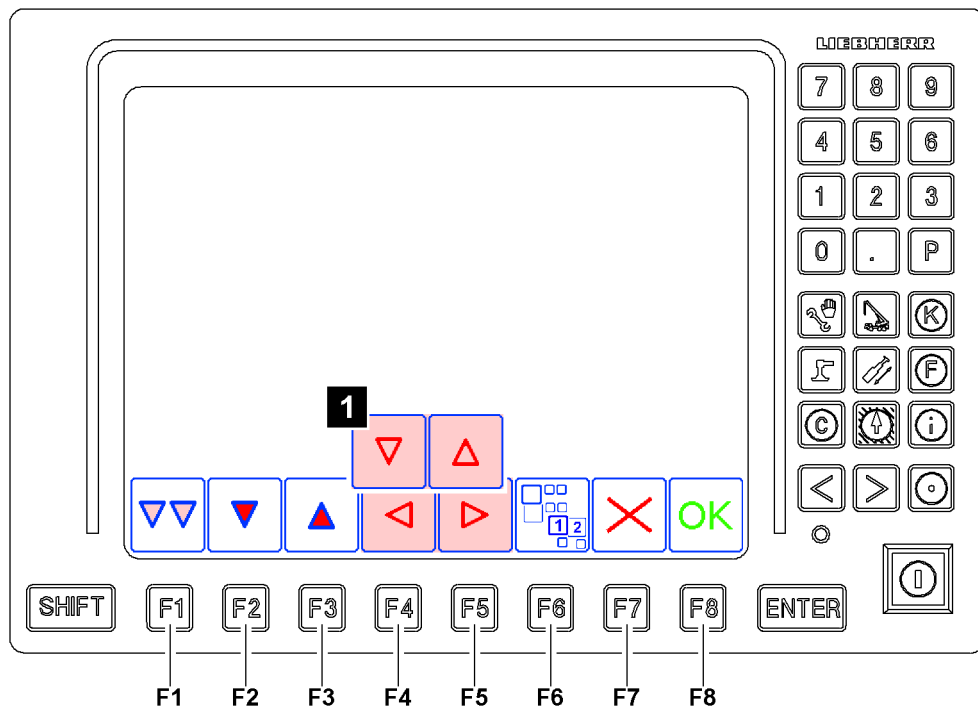 LIEBHERR
7 8 9
4 5 6
1 2 3
0 . P
K
F
C i
1
1 2
OK
SHIFT F1 F2 F3 F4 F5 F6 F7 F8 ENTER
F1 F2 F3 F4 F5 F6 F7 F8